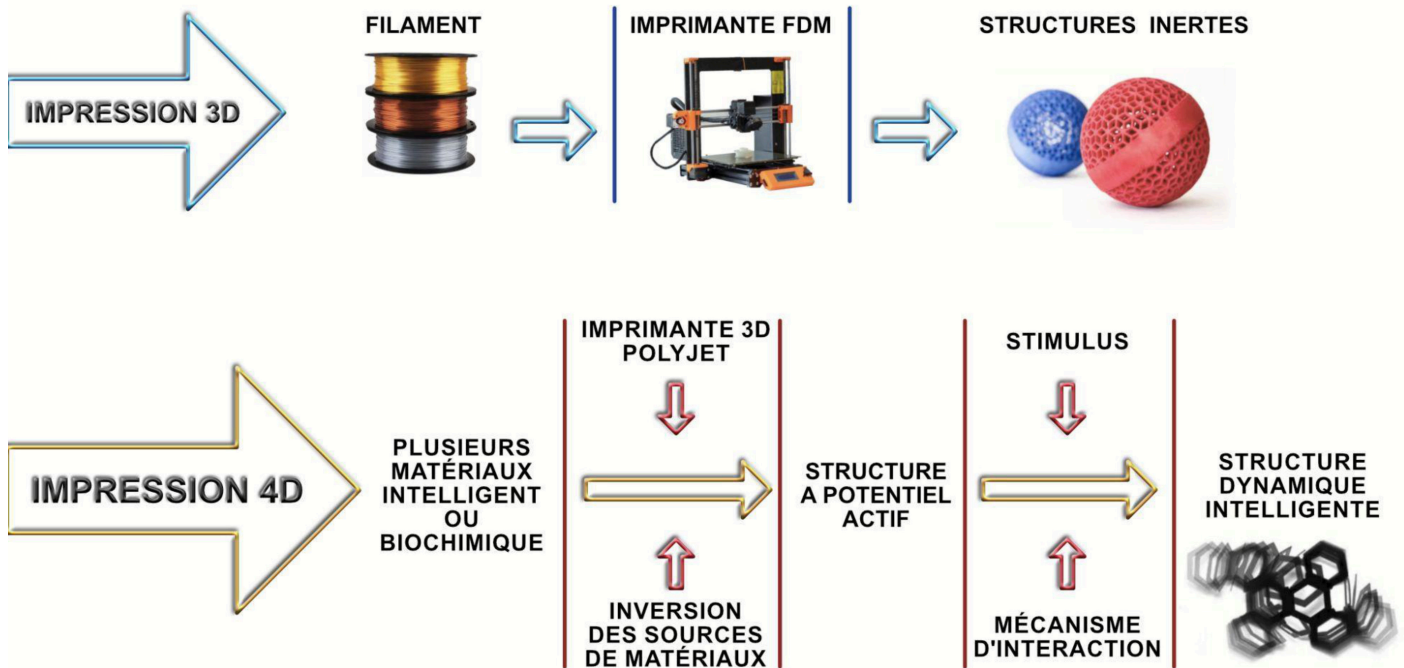 FILAMENT
IMPRIMANTE FDM
STRUCTURES INERTES
IMPRESSION 3D
IMPRIMANTE 3D
POLYJET
STIMULUS
PLUSIEURS
MATÉRIAUX
INTELLIGENT
OU
BIOCHIMIQUE
IMPRESSION 4D
STRUCTURE
A POTENTIEL
ACTIF
STRUCTURE
DYNAMIQUE
INTELLIGENTE
INVERSION
DES SOURCES
DE MATÉRIAUX
MÉCANISME
D'INTERACTION